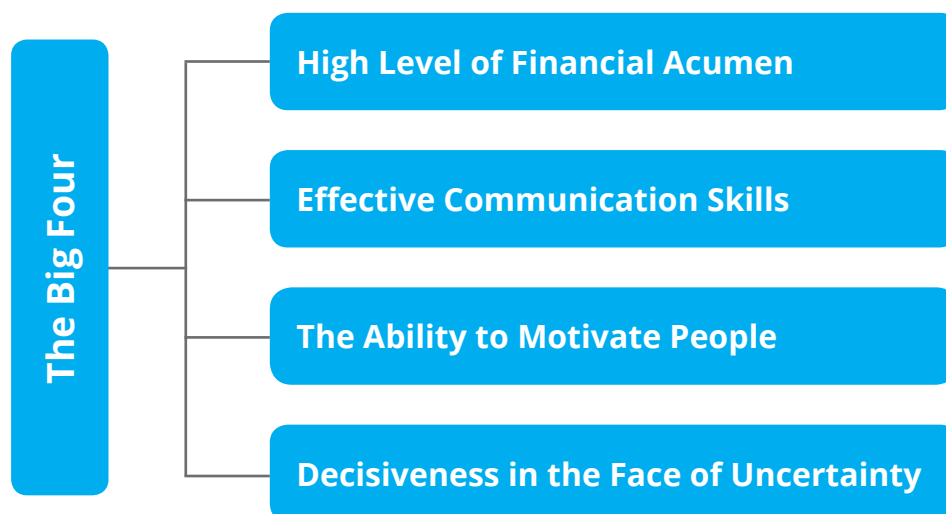 The Big Four
High Level of Financial Acumen
Effective Communication Skills
The Ability to Motivate People
Decisiveness in the Face of Uncertainty